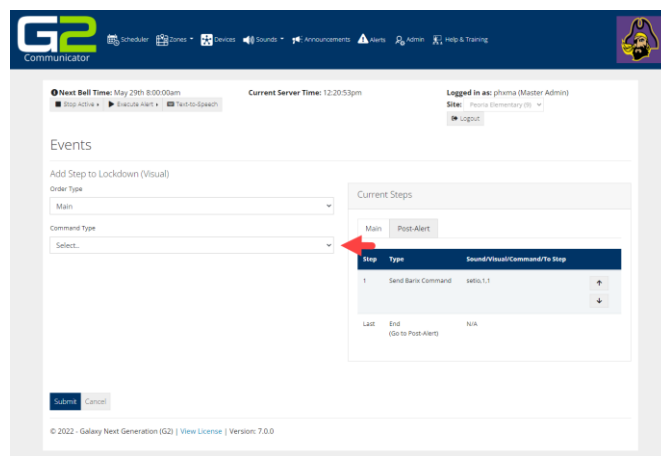 G2
Communicator
Scheduler Zones Devices Sounds Announcements Alerts Admin Help & Training
Next Bell Time: May 29th 8:00:00am Current Server Time: 12:20:53pm Logged in as: phxma (Master Admin)
Stop Active Execute Alert Text-to-Speech Site: Peoria Elementary (9)
Logout
Events
Add Step to Lockdown (Visual)
Order Type
Main
Command Type
Select..
Current Steps
Main Post-Alert
Step Type Sound/Visual/Command/To Step
1 Send Barix Command setio,1,1
Last End N/A
(Go to Post-Alert)
Submit Cancel
© 2022 - Galaxy Next Generation (G2) | View License | Version: 7.0.0